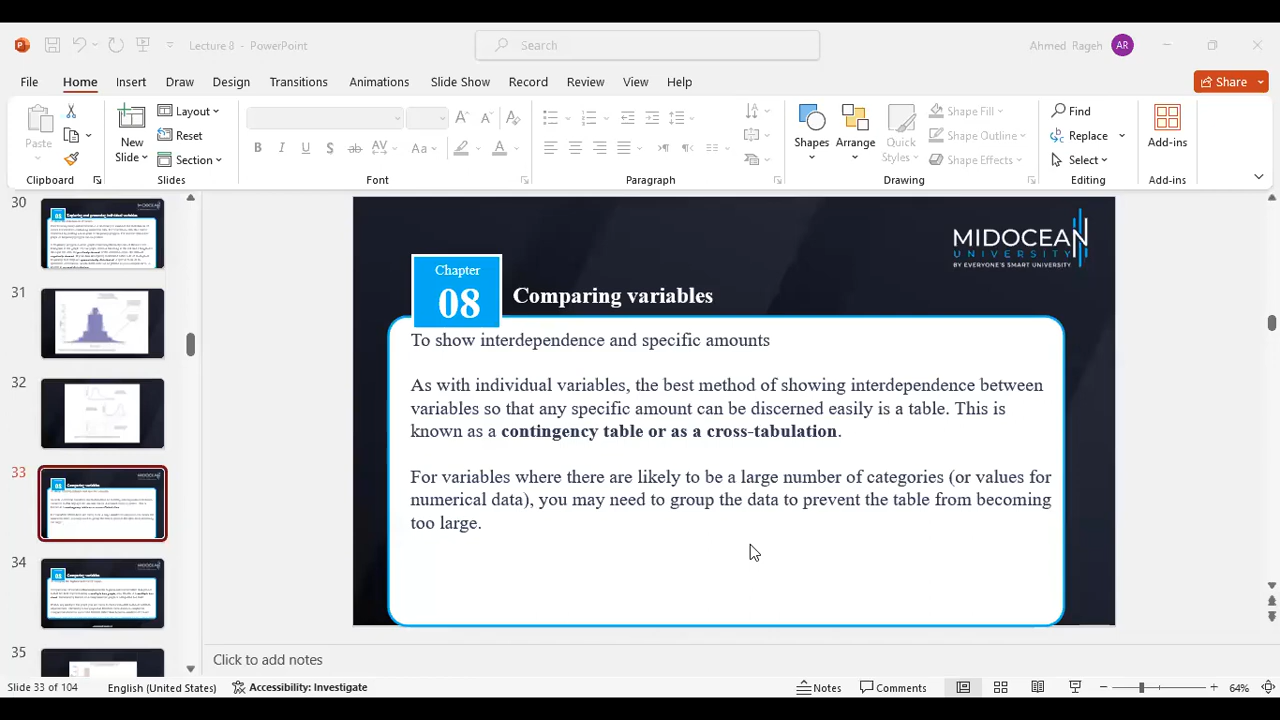 Lecture 8 - PowerPoint
Search
Ahmed Rageh AR
File Home Insert Draw Design Transitions Animations Slide Show Record Review View Help Share
Paste
Clipboard
New Slide
Layout
Reset
Section
Slides
Font
Paragraph
Shapes
Arrange
Quick Styles
Shape Fill
Shape Outline
Shape Effects
Drawing
Find
Replace
Select
Editing
Add-ins
Add-ins
30
31
32
33
34
35
MIDOCEAN
UNIVERSITY
BY EVERYONE'S SMART UNIVERSITY
Chapter
08
Comparing variables
To show interdependence and specific amounts
As with individual variables, the best method of showing interdependence between
variables so that any specific amount can be discerned easily is a table. This is
known as a contingency table or as a cross-tabulation.
For variables where there are likely to be a large number of categories (or values for
numerical data), you may need to group the data to prevent the table from becoming
too large.
Click to add notes
Slide 33 of 104 English (United States) Accessibility: Investigate Notes Comments 64%